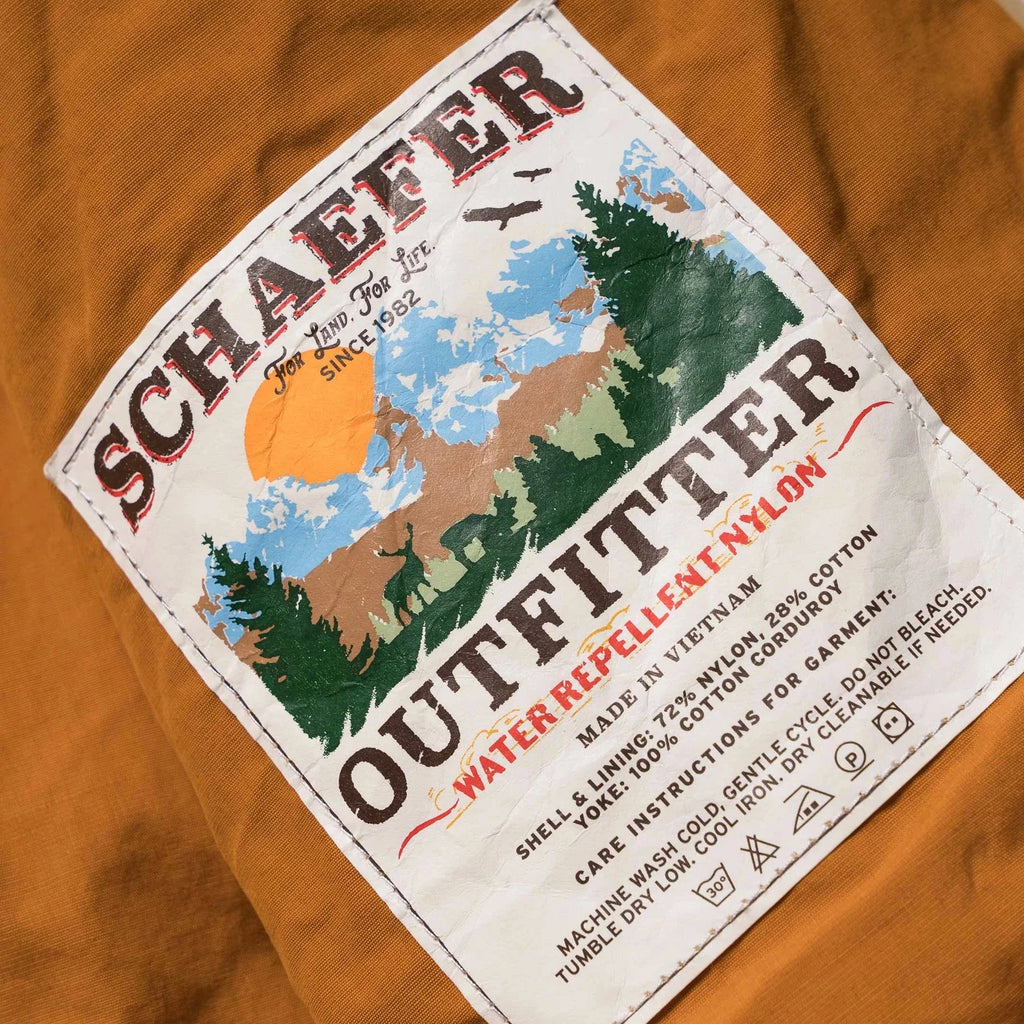 SCHAEFER
For Land. For Life.
SINCE 1982
OUTFITTER
WATER REPELLENT NYLON
MADE IN VIETNAM
SHELL & LINING: 72% NYLON, 28% COTTON
YOKE: 100% COTTON CORDUROY
CARE INSTRUCTIONS FOR GARMENT:
MACHINE WASH COLD, GENTLE CYCLE. DO NOT BLEACH.
TUMBLE DRY LOW. COOL IRON. DRY CLEANABLE IF NEEDED.
30° P